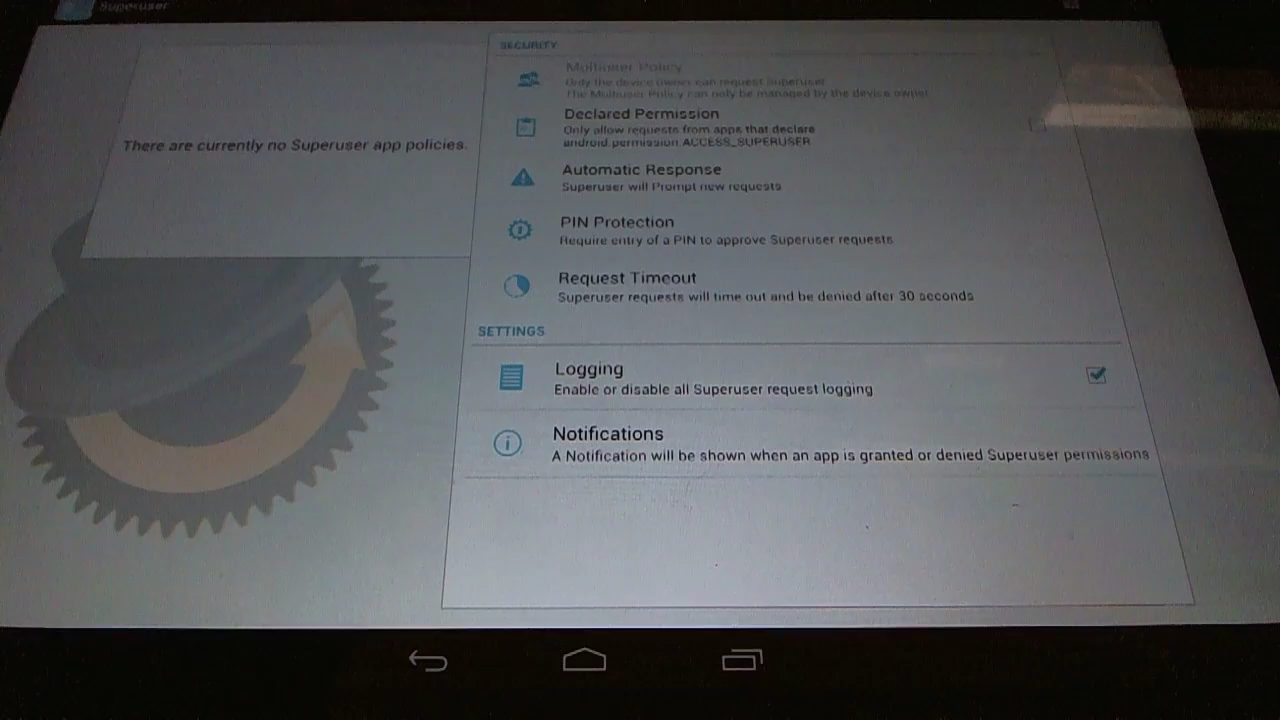 Superuser
There are currently no Superuser app policies.
SECURITY
Multiuser Policy
Only the device owner can request Superuser
The Multiuser Policy can only be managed by the device owner
Declared Permission
Only allow requests from apps that declare
android.permission.ACCESS_SUPERUSER
Automatic Response
Superuser will Prompt new requests
PIN Protection
Require entry of a PIN to approve Superuser requests
Request Timeout
Superuser requests will time out and be denied after 30 seconds
SETTINGS
Logging
Enable or disable all Superuser request logging
Notifications
A Notification will be shown when an app is granted or denied Superuser permissions